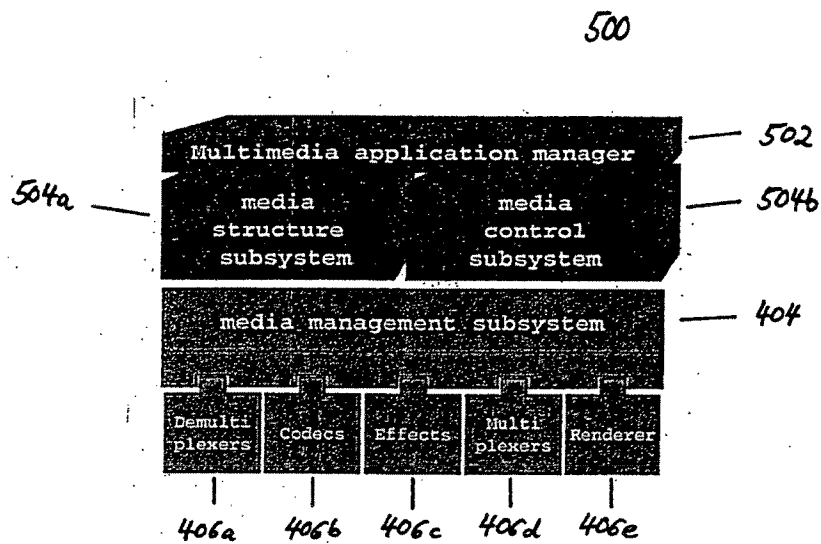 500
Multimedia application manager
502
504a
media
structure
subsystem
media
control
subsystem
504b
media management subsystem
404
Demulti
plexers
Codecs
Effects
Multi
plexers
Renderer
406a
406b
406c
406d
406e